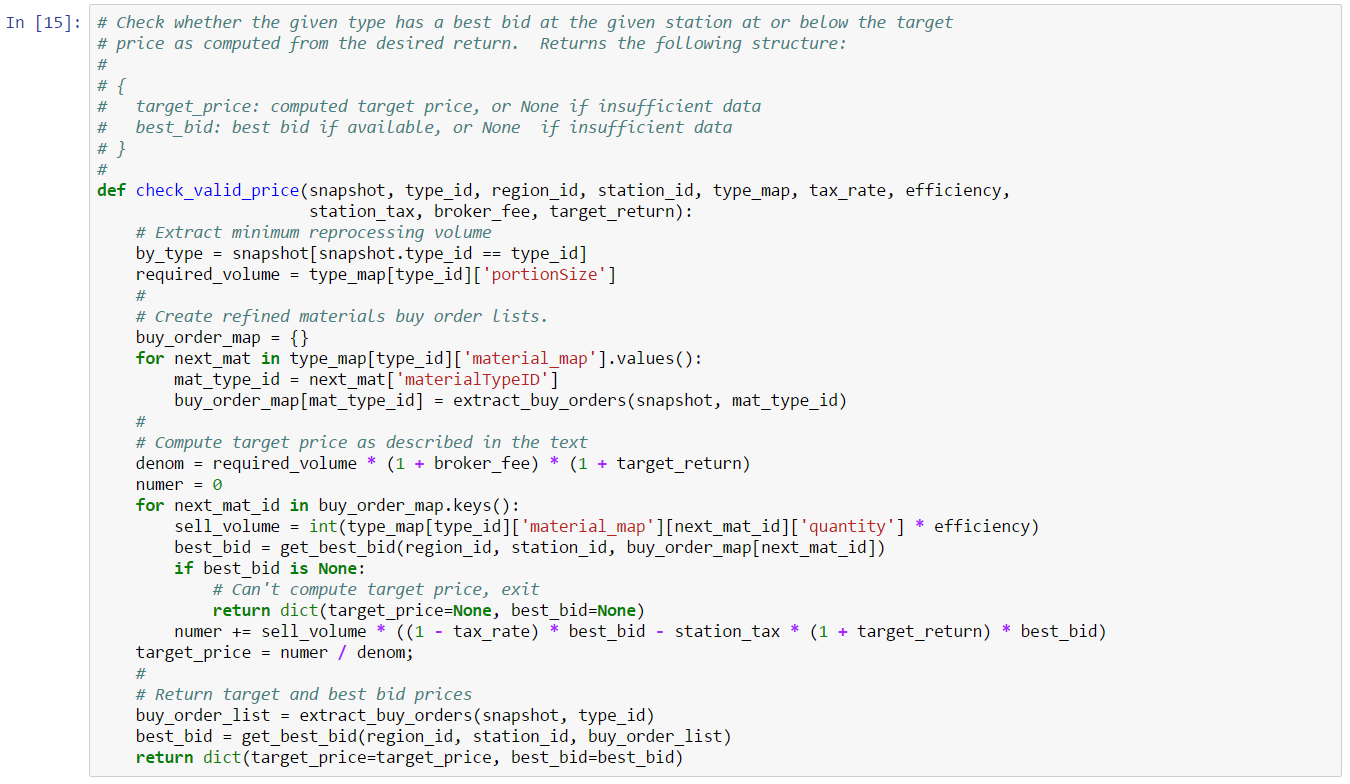 In [15]: # Check whether the given type has a best bid at the given station at or below the target
# price as computed from the desired return.  Returns the following structure:
#
# {
#   target_price: computed target price, or None if insufficient data
#   best_bid: best bid if available, or None  if insufficient data
# }
#
def check_valid_price(snapshot, type_id, region_id, station_id, type_map, tax_rate, efficiency,
                      station_tax, broker_fee, target_return):
    # Extract minimum reprocessing volume
    by_type = snapshot[snapshot.type_id == type_id]
    required_volume = type_map[type_id]['portionSize']
    #
    # Create refined materials buy order lists.
    buy_order_map = {}
    for next_mat in type_map[type_id]['material_map'].values():
        mat_type_id = next_mat['materialTypeID']
        buy_order_map[mat_type_id] = extract_buy_orders(snapshot, mat_type_id)
    #
    # Compute target price as described in the text
    denom = required_volume * (1 + broker_fee) * (1 + target_return)
    numer = 0
    for next_mat_id in buy_order_map.keys():
        sell_volume = int(type_map[type_id]['material_map'][next_mat_id]['quantity'] * efficiency)
        best_bid = get_best_bid(region_id, station_id, buy_order_map[next_mat_id])
        if best_bid is None:
            # Can't compute target price, exit
            return dict(target_price=None, best_bid=None)
        numer += sell_volume * ((1 - tax_rate) * best_bid - station_tax * (1 + target_return) * best_bid)
    target_price = numer / denom;
    #
    # Return target and best bid prices
    buy_order_list = extract_buy_orders(snapshot, type_id)
    best_bid = get_best_bid(region_id, station_id, buy_order_list)
    return dict(target_price=target_price, best_bid=best_bid)